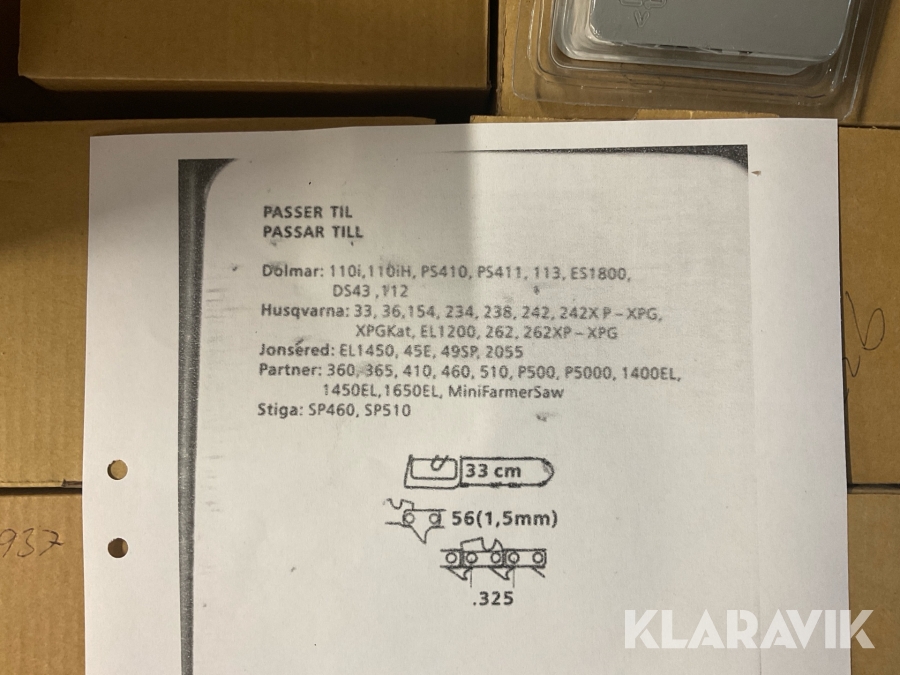 PASSER TIL
PASSAR TILL
Dolmar: 110i,110iH, PS410, PS411, 113, ES1800,
DS43 ,112
Husqvarna: 33, 36,154, 234, 238, 242, 242X P – XPG,
XPGKat, EL1200, 262, 262XP – XPG
Jonsered: EL1450, 45E, 49SP, 2055
Partner: 360, 365, 410, 460, 510, P500, P5000, 1400EL,
1450EL,1650EL, MiniFarmerSaw
Stiga: SP460, SP510
33 cm
56(1,5mm)
.325
937
KLARAVIK